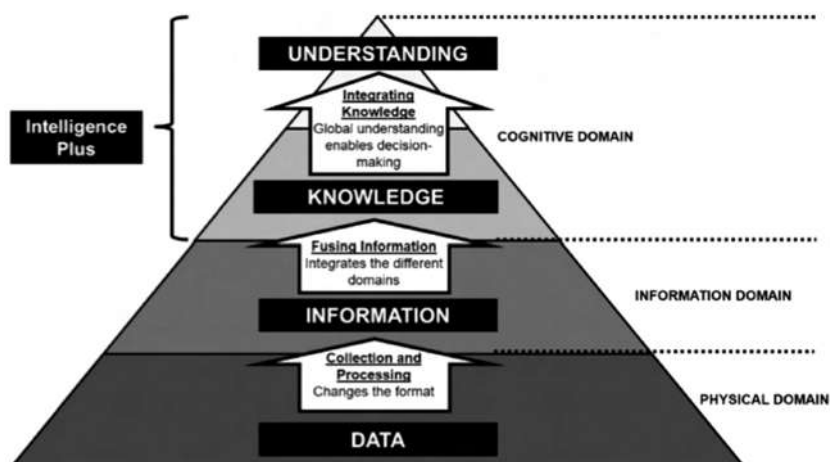 UNDERSTANDING
Integrating
Knowledge
Global understanding
enables decision-
making
Intelligence
Plus
COGNITIVE DOMAIN
KNOWLEDGE
Fusing Information
Integrates the different
domains
INFORMATION DOMAIN
INFORMATION
Collection and
Processing
Changes the format
PHYSICAL DOMAIN
DATA